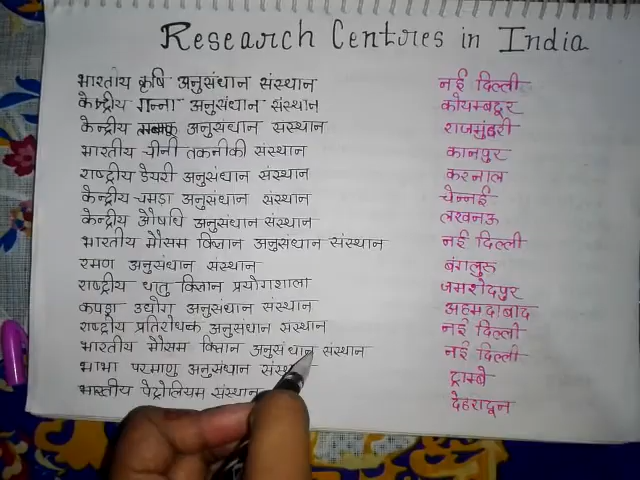 Research Centres in India
भारतीय कृषि अनुसंधान संस्थान नई दिल्ली
केन्द्रीय गन्ना अनुसंधान संस्थान कोयम्बटूर
केन्द्रीय अनुसंधान संस्थान राजमुंदरी
भारतीय चीनी तकनीकी संस्थान कानपुर
राष्ट्रीय डेयरी अनुसंधान संस्थान करनाल
केन्द्रीय चमड़ा अनुसंधान संस्थान चेन्नई
केन्द्रीय औषधि अनुसंधान संस्थान लखनऊ
भारतीय मौसम विज्ञान अनुसंधान संस्थान नई दिल्ली
रमण अनुसंधान संस्थान बंगलुरु
राष्ट्रीय धातु विज्ञान प्रयोगशाला जमशेदपुर
कपड़ा उद्योग अनुसंधान संस्थान अहमदाबाद
राष्ट्रीय प्रतिरोधक अनुसंधान संस्थान नई दिल्ली
भारतीय मौसम विज्ञान अनुसंधान संस्थान नई दिल्ली
भाभा परमाणु अनुसंधान ट्राम्बे
भारतीय पेट्रोलियम संस्थान देहरादून